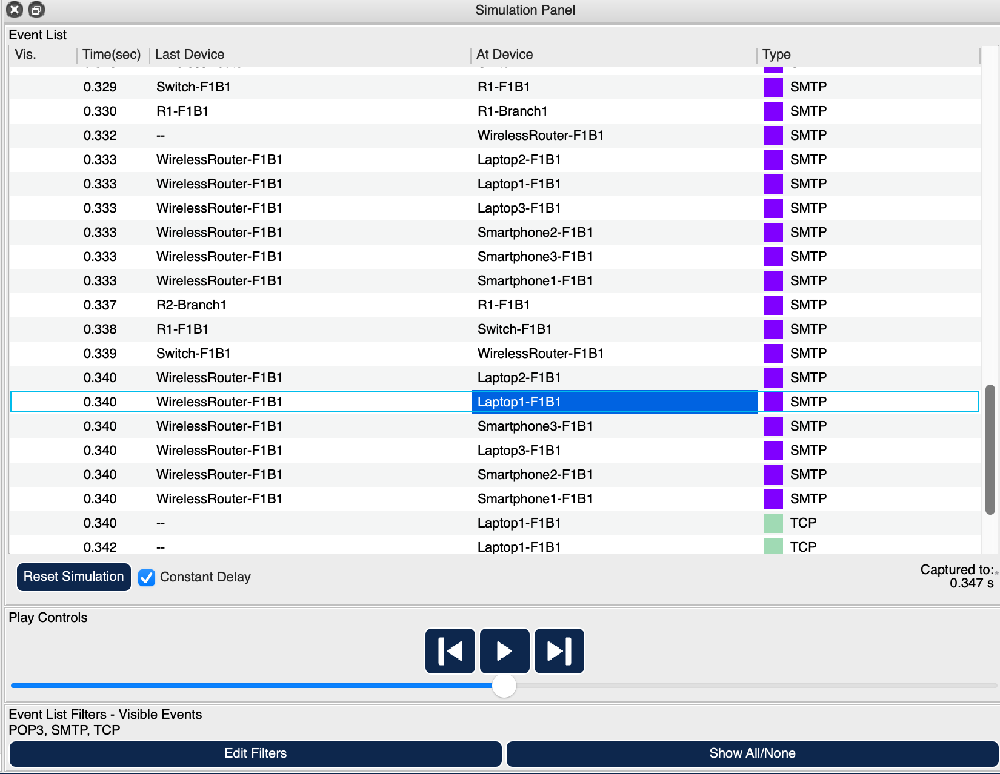 Simulation Panel
Event List
Vis. Time(sec) Last Device At Device Type
0.329 Switch-F1B1 R1-F1B1 SMTP
0.330 R1-F1B1 R1-Branch1 SMTP
0.332 -- WirelessRouter-F1B1 SMTP
0.333 WirelessRouter-F1B1 Laptop2-F1B1 SMTP
0.333 WirelessRouter-F1B1 Laptop1-F1B1 SMTP
0.333 WirelessRouter-F1B1 Laptop3-F1B1 SMTP
0.333 WirelessRouter-F1B1 Smartphone2-F1B1 SMTP
0.333 WirelessRouter-F1B1 Smartphone3-F1B1 SMTP
0.333 WirelessRouter-F1B1 Smartphone1-F1B1 SMTP
0.337 R2-Branch1 R1-F1B1 SMTP
0.338 R1-F1B1 Switch-F1B1 SMTP
0.339 Switch-F1B1 WirelessRouter-F1B1 SMTP
0.340 WirelessRouter-F1B1 Laptop2-F1B1 SMTP
0.340 WirelessRouter-F1B1 Laptop1-F1B1 SMTP
0.340 WirelessRouter-F1B1 Smartphone3-F1B1 SMTP
0.340 WirelessRouter-F1B1 Laptop3-F1B1 SMTP
0.340 WirelessRouter-F1B1 Smartphone2-F1B1 SMTP
0.340 WirelessRouter-F1B1 Smartphone1-F1B1 SMTP
0.340 -- Laptop1-F1B1 TCP
0.342 -- Laptop1-F1B1 TCP
Reset Simulation Constant Delay Captured to:*
0.347 s
Play Controls
Event List Filters - Visible Events
POP3, SMTP, TCP
Edit Filters Show All/None